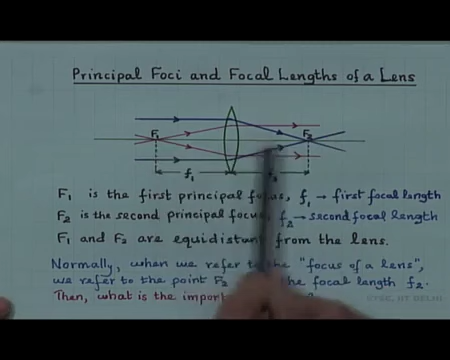 Principal Foci and Focal Lengths of a Lens
F₁ F₂
f₁
F₁ is the first principal focus, f₁ → first focal length
F₂ is the second principal focus, f₂ → second focal length
F₁ and F₂ are equidistant from the lens.
Normally, when we refer to the "focus of a lens",
we refer to the point F₂ the focal length f₂.
Then, what is the